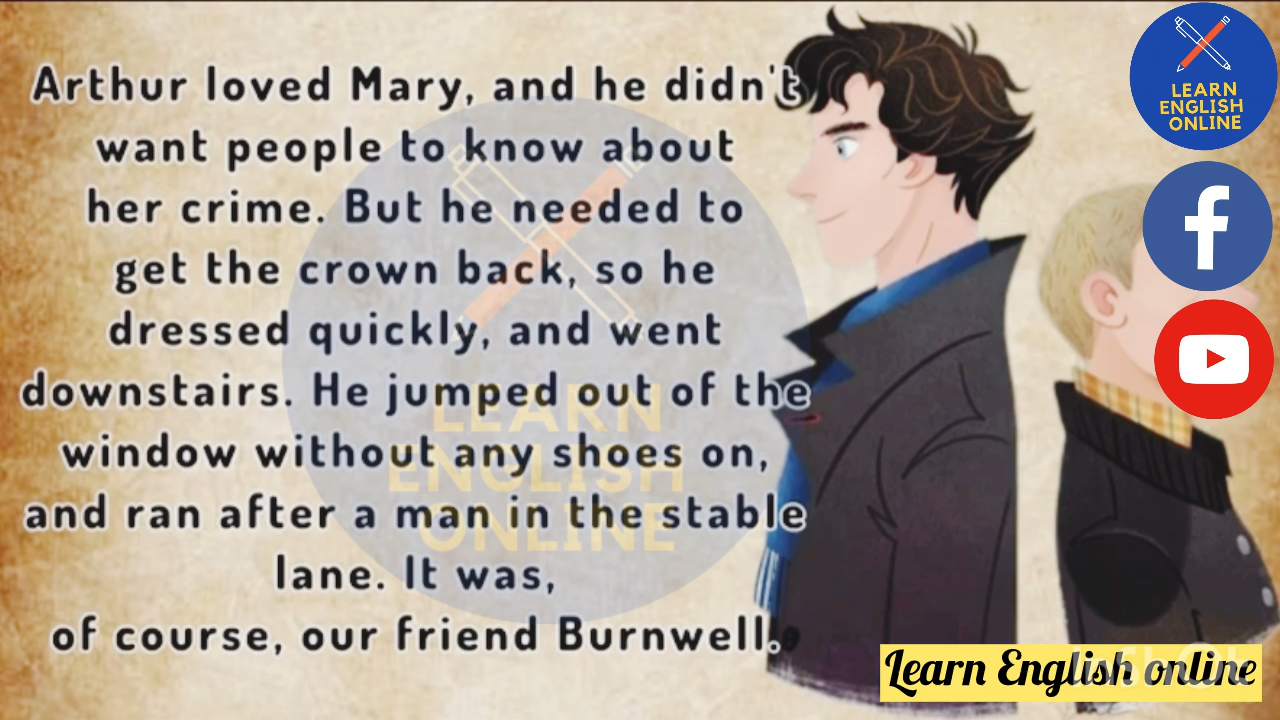 Arthur loved Mary, and he didn't
want people to know about
her crime. But he needed to
get the crown back, so he
dressed quickly, and went
downstairs. He jumped out of the
window without any shoes on,
and ran after a man in the stable
lane. It was,
of course, our friend Burnwell.
LEARN
ENGLISH
ONLINE
LEARN
ENGLISH
ONLINE
f
Learn English online